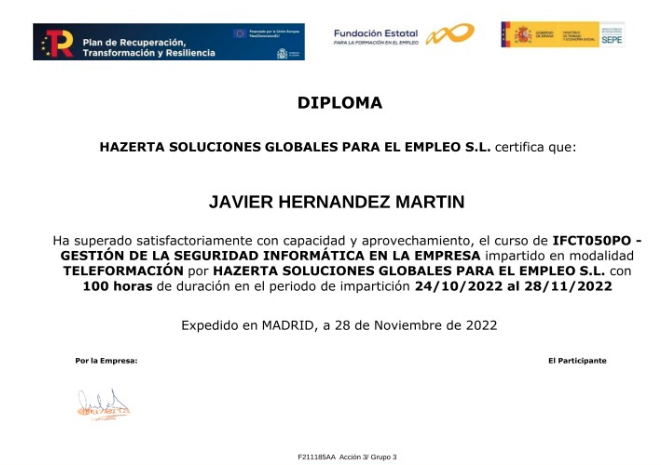 Plan de Recuperación,
Transformación y Resiliencia
Financiado por la Unión Europea
NextGenerationEU
Fundación Estatal
PARA LA FORMACIÓN EN EL EMPLEO
GOBIERNO DE ESPAÑA
MINISTERIO DE TRABAJO Y ECONOMÍA SOCIAL
SEPE
DIPLOMA
HAZERTA SOLUCIONES GLOBALES PARA EL EMPLEO S.L. certifica que:
JAVIER HERNANDEZ MARTIN
Ha superado satisfactoriamente con capacidad y aprovechamiento, el curso de IFCT050PO -
GESTIÓN DE LA SEGURIDAD INFORMÁTICA EN LA EMPRESA impartido en modalidad
TELEFORMACIÓN por HAZERTA SOLUCIONES GLOBALES PARA EL EMPLEO S.L. con
100 horas de duración en el periodo de impartición 24/10/2022 al 28/11/2022
Expedido en MADRID, a 28 de Noviembre de 2022
Por la Empresa:
El Participante
F211185AA Acción 3/ Grupo 3